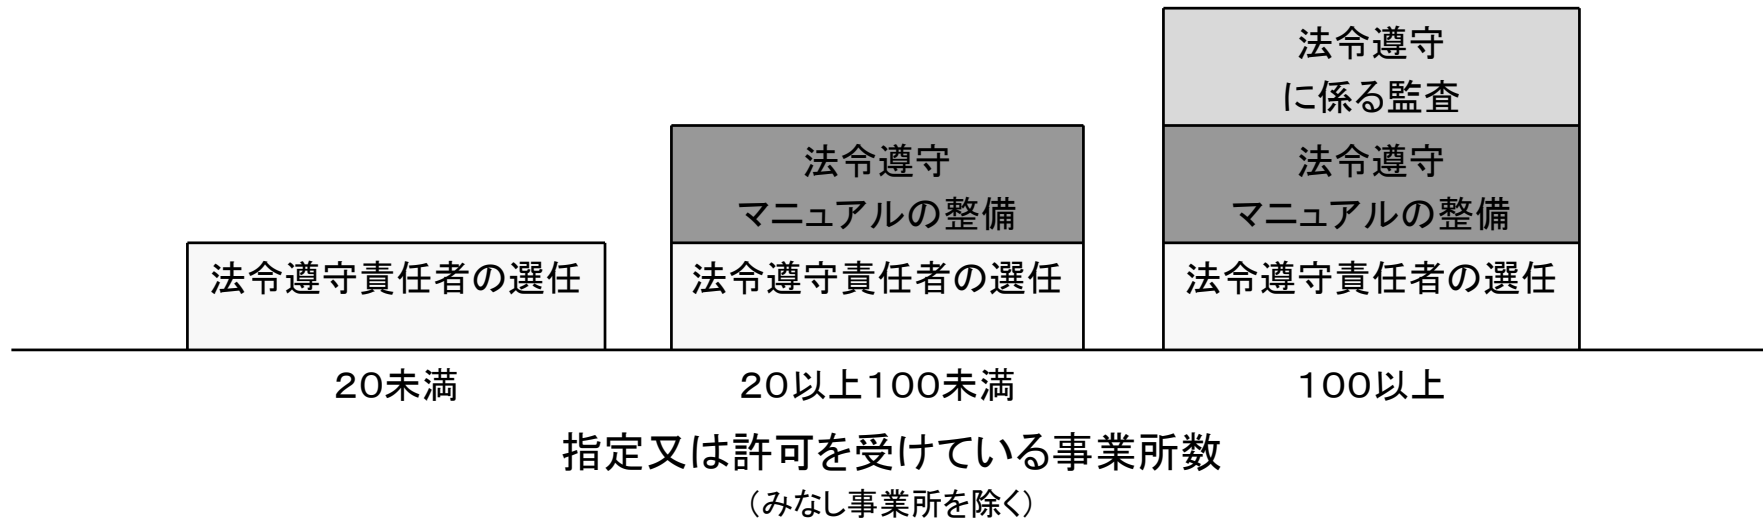 法令遵守
に係る監査
法令遵守
マニュアルの整備
法令遵守
マニュアルの整備
法令遵守責任者の選任
法令遵守責任者の選任
法令遵守責任者の選任
20未満
20以上100未満
100以上
指定又は許可を受けている事業所数
（みなし事業所を除く）